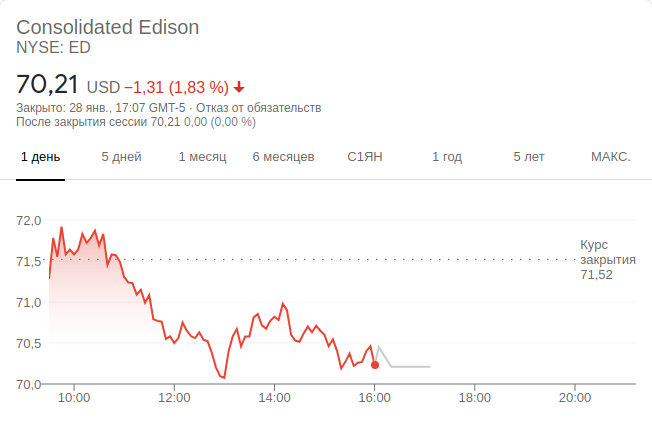 Consolidated Edison
NYSE: ED
70,21 USD −1,31 (1,83 %)
Закрыто: 28 янв., 17:07 GMT-5 · Отказ от обязательств
После закрытия сессии 70,21 0,00 (0,00 %)
1 день 5 дней 1 месяц 6 месяцев С1ЯН 1 год 5 лет МАКС.
72,0
71,5
71,0
70,5
70,0
Курс
закрытия
71,52
10:00 12:00 14:00 16:00 18:00 20:00